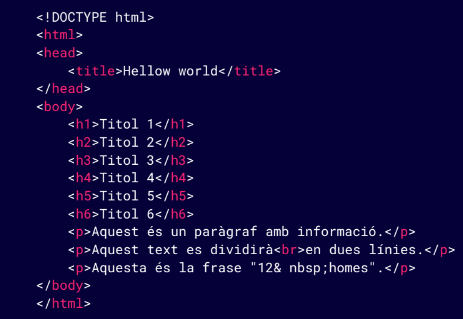 <!DOCTYPE html>
<html>
<head>
<title>Hellow world</title>
</head>
<body>
<h1>Titol 1</h1>
<h2>Titol 2</h2>
<h3>Titol 3</h3>
<h4>Titol 4</h4>
<h5>Titol 5</h5>
<h6>Titol 6</h6>
<p>Aquest és un paràgraf amb informació.</p>
<p>Aquest text es dividirà<br>en dues línies.</p>
<p>Aquesta és la frase "12& nbsp;homes".</p>
</body>
</html>